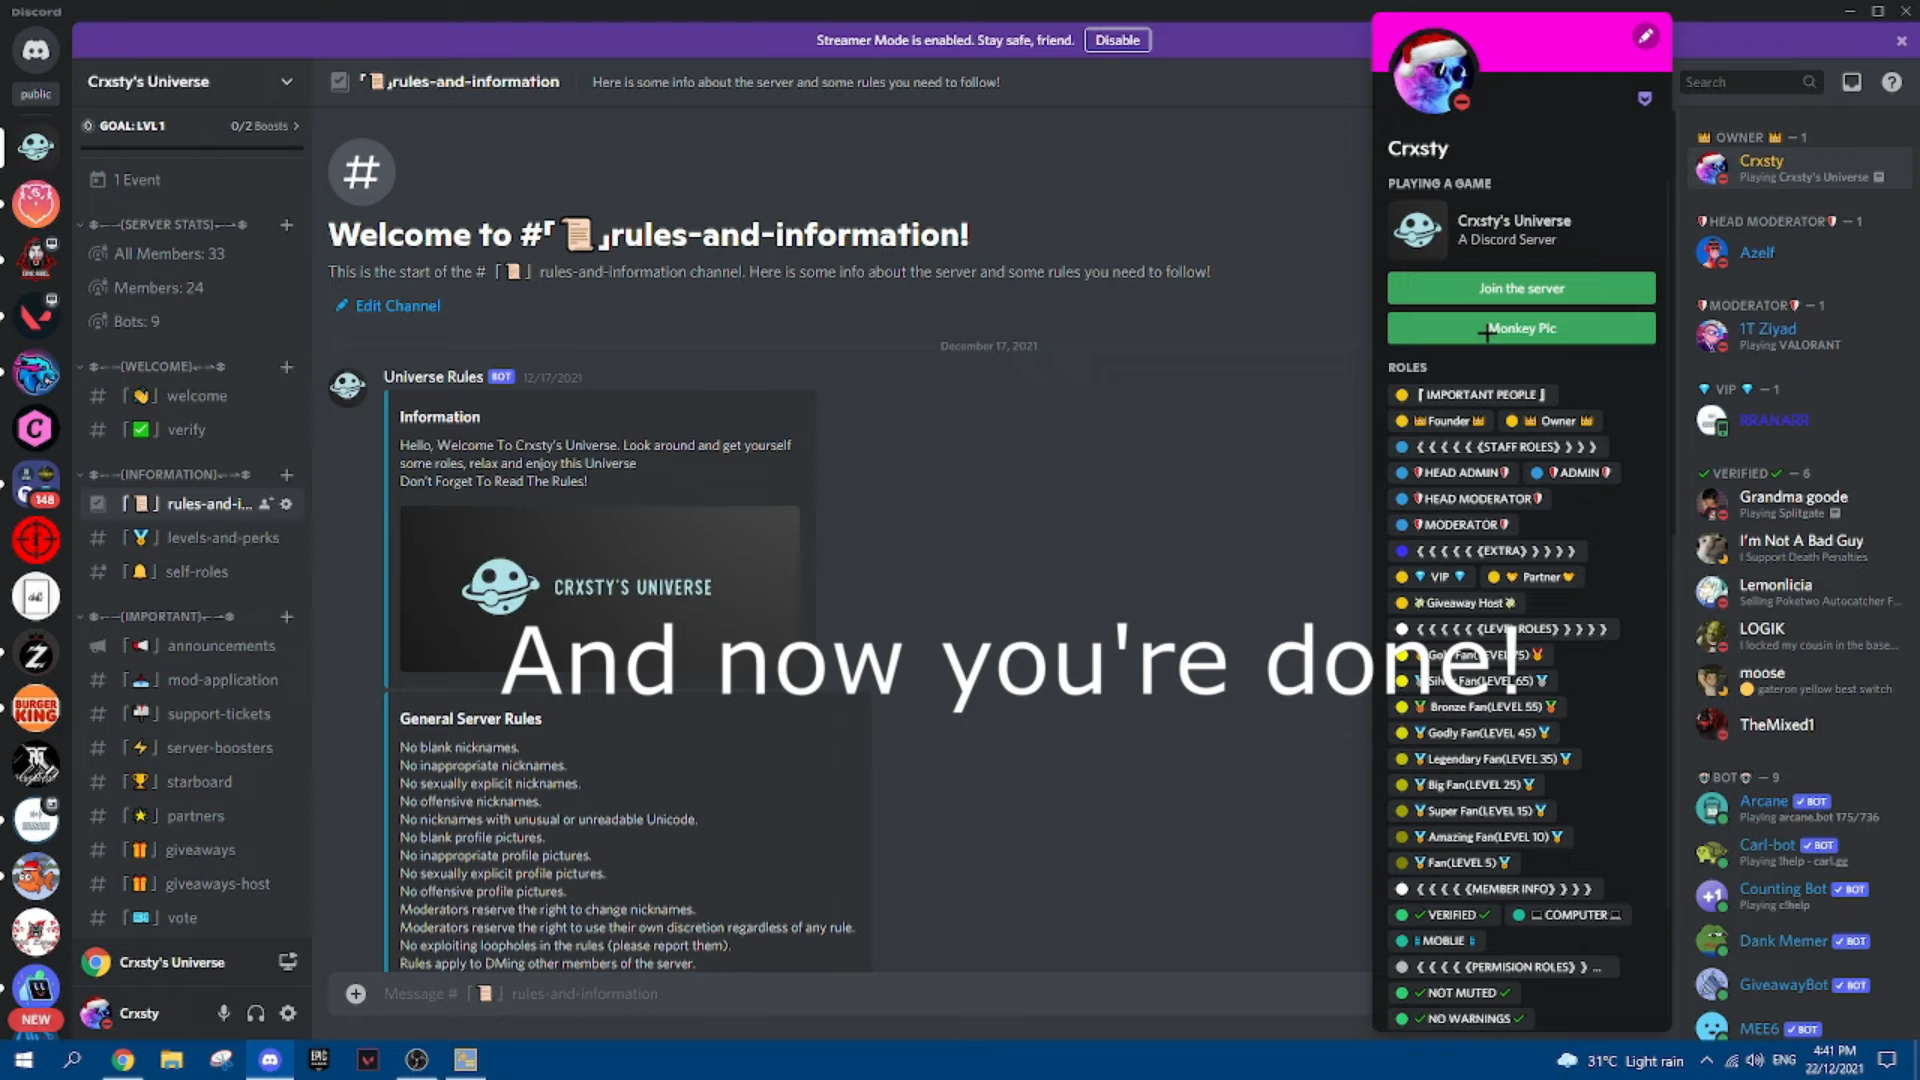 Discord
Streamer Mode is enabled. Stay safe, friend. Disable
public
Crxsty's Universe
GOAL: LVL 1 0/2 Boosts
1 Event
(SERVER STATS)
All Members: 33
Members: 24
Bots: 9
(WELCOME)
welcome
verify
(INFORMATION)
rules-and-i...
levels-and-perks
self-roles
(IMPORTANT)
announcements
mod-application
support-tickets
server-boosters
starboard
partners
giveaways
giveaways-host
vote
148
BURGER KING
NEW
Crxsty's Universe
Crxsty
「📜」rules-and-information Here is some info about the server and some rules you need to follow!
Welcome to #「📜」rules-and-information!
This is the start of the #「📜」rules-and-information channel. Here is some info about the server and some rules you need to follow!
Edit Channel
December 17, 2021
Universe Rules BOT 12/17/2021
Information
Hello, Welcome To Crxsty's Universe. Look around and get yourself
some roles, relax and enjoy this Universe
Don't Forget To Read The Rules!
CRXSTY'S UNIVERSE
And now you're done!
General Server Rules
No blank nicknames.
No inappropriate nicknames.
No sexually explicit nicknames.
No offensive nicknames.
No nicknames with unusual or unreadable Unicode.
No blank profile pictures.
No inappropriate profile pictures.
No sexually explicit profile pictures.
No offensive profile pictures.
Moderators reserve the right to change nicknames.
Moderators reserve the right to use their own discretion regardless of any rule.
No exploiting loopholes in the rules (please report them).
Rules apply to DMing other members of the server.
Message #「📜」rules-and-information
Crxsty
PLAYING A GAME
Crxsty's Universe
A Discord Server
Join the server
Monkey Pic
ROLES
「IMPORTANT PEOPLE」
👑Founder👑 👑 Owner 👑
《《《《《《STAFF ROLES》》》》
HEAD ADMIN ADMIN
HEAD MODERATOR
MODERATOR
《《《《《《EXTRA》》》》》
💎 VIP 💎 Partner
Giveaway Host
《《《《《《LEVEL ROLES》》》》》
Gold Fan(LEVEL 75)
Silver Fan(LEVEL 65)
Bronze Fan(LEVEL 55)
Godly Fan(LEVEL 45)
Legendary Fan(LEVEL 35)
Big Fan(LEVEL 25)
Super Fan(LEVEL 15)
Amazing Fan(LEVEL 10)
Fan(LEVEL 5)
《《《《《MEMBER INFO》》》》
✓ VERIFIED ✓ COMPUTER
MOBLIE
《《《《《PERMISION ROLES》》...
✓ NOT MUTED ✓
✓ NO WARNINGS ✓
Search
👑 OWNER 👑 — 1
Crxsty
Playing Crxsty's Universe
HEAD MODERATOR — 1
Azelf
MODERATOR — 1
1T Ziyad
Playing VALORANT
💎 VIP 💎 — 1
RRANARR
✓ VERIFIED ✓ — 6
Grandma goode
Playing Splitgate
I'm Not A Bad Guy
I Support Death Penalties
Lemonlicia
Selling Poketwo Autocatcher F...
LOGIK
I locked my cousin in the base...
moose
gateron yellow best switch
TheMixed1
BOT — 9
Arcane ✓ BOT
Playing arcane.bot 175/736
Carl-bot ✓ BOT
Playing !help - carl.gg
Counting Bot ✓ BOT
Playing c!help
Dank Memer ✓ BOT
GiveawayBot ✓ BOT
MEE6 ✓ BOT
31°C Light rain ENG 4:41 PM
22/12/2021